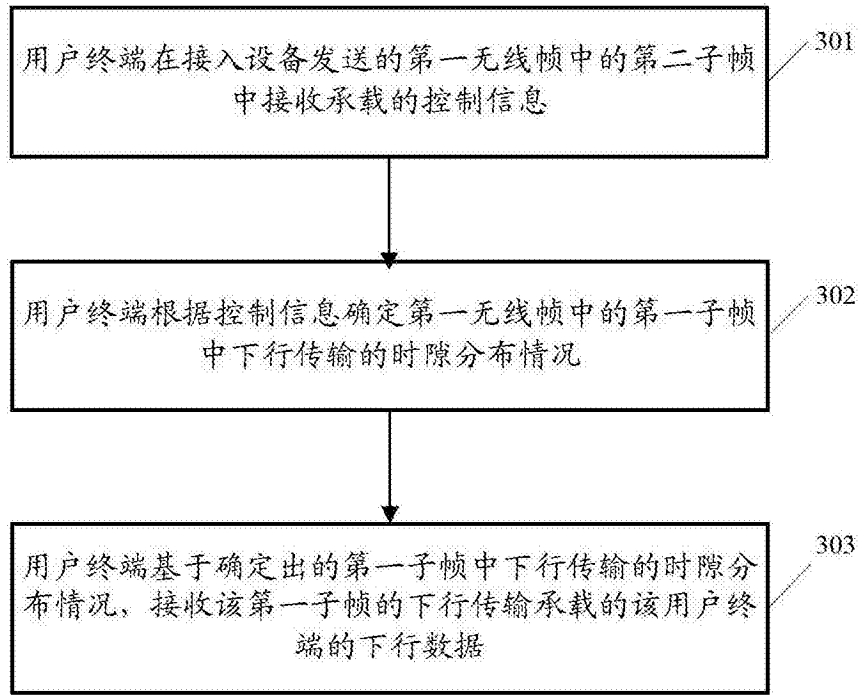 用户终端在接入设备发送的第一无线帧中的第二子帧
中接收承载的控制信息
301
用户终端根据控制信息确定第一无线帧中的第一子帧
中下行传输的时隙分布情况
302
用户终端基于确定出的第一子帧中下行传输的时隙分
布情况，接收该第一子帧的下行传输承载的该用户终
端的下行数据
303